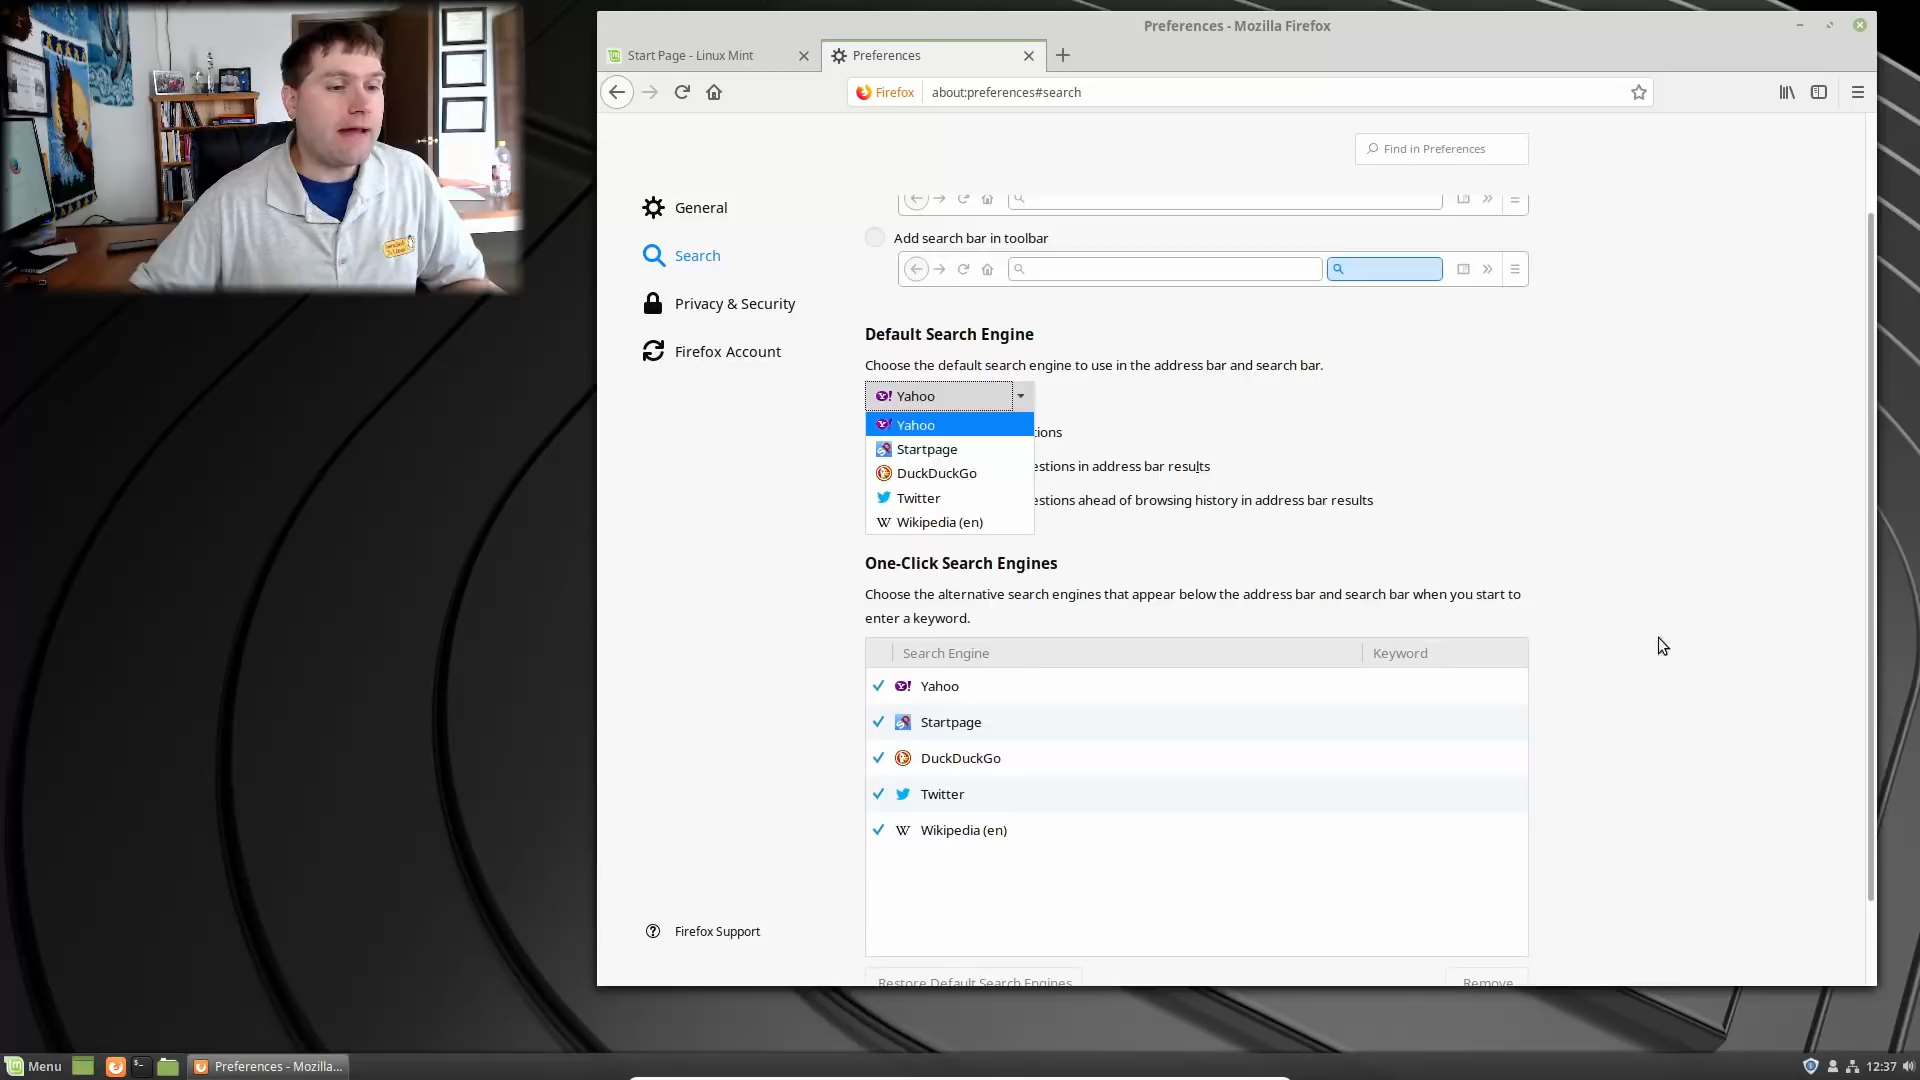 Preferences - Mozilla Firefox
Start Page - Linux Mint
Preferences
Firefox
about:preferences#search
Find in Preferences
General
Search
Privacy & Security
Firefox Account
Add search bar in toolbar
Default Search Engine
Choose the default search engine to use in the address bar and search bar.
Yahoo
Yahoo
Startpage
DuckDuckGo
Twitter
Wikipedia (en)
tions
estions in address bar results
estions ahead of browsing history in address bar results
One-Click Search Engines
Choose the alternative search engines that appear below the address bar and search bar when you start to
enter a keyword.
Search Engine Keyword
Yahoo
Startpage
DuckDuckGo
Twitter
Wikipedia (en)
Restore Default Search Engines Remove
Firefox Support
Menu Preferences - Mozilla... 12:37